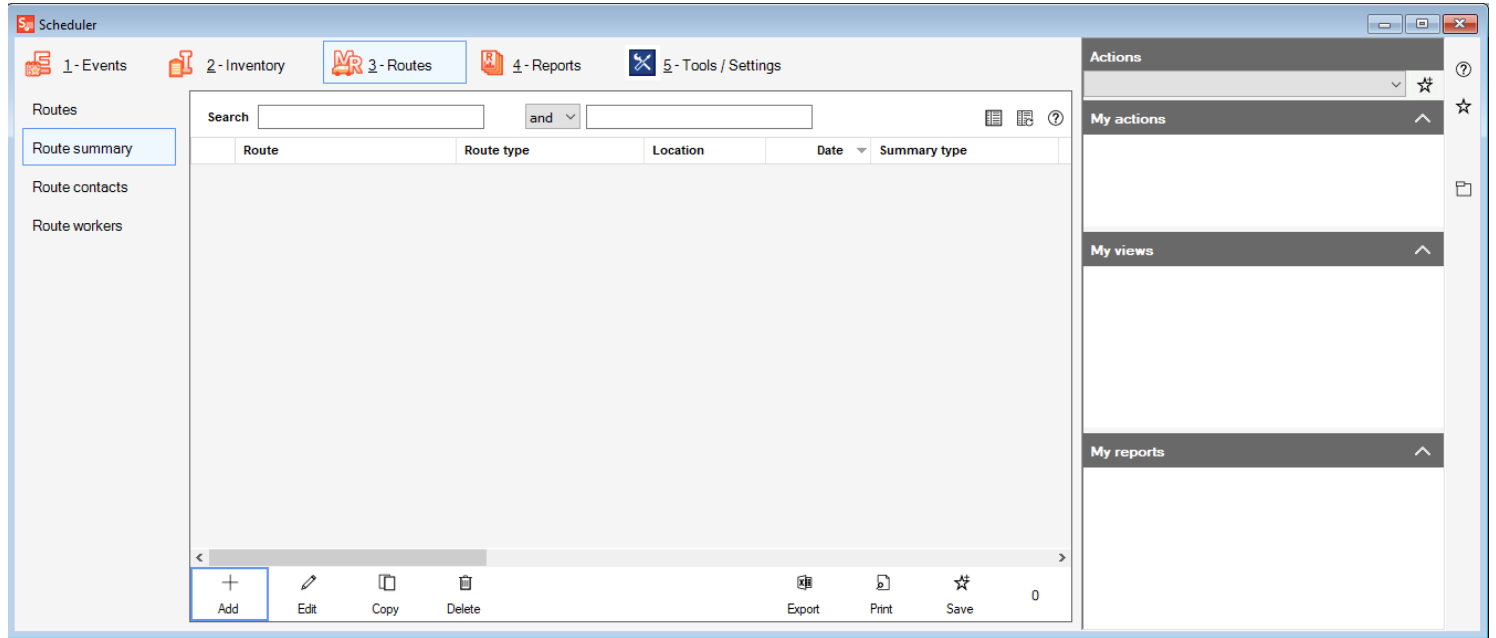 Scheduler
1 - Events
2 - Inventory
3 - Routes
4 - Reports
5 - Tools / Settings
Routes
Route summary
Route contacts
Route workers
Search
and
Route Route type Location Date Summary type
Add Edit Copy Delete Export Print Save 0
Actions
My actions
My views
My reports